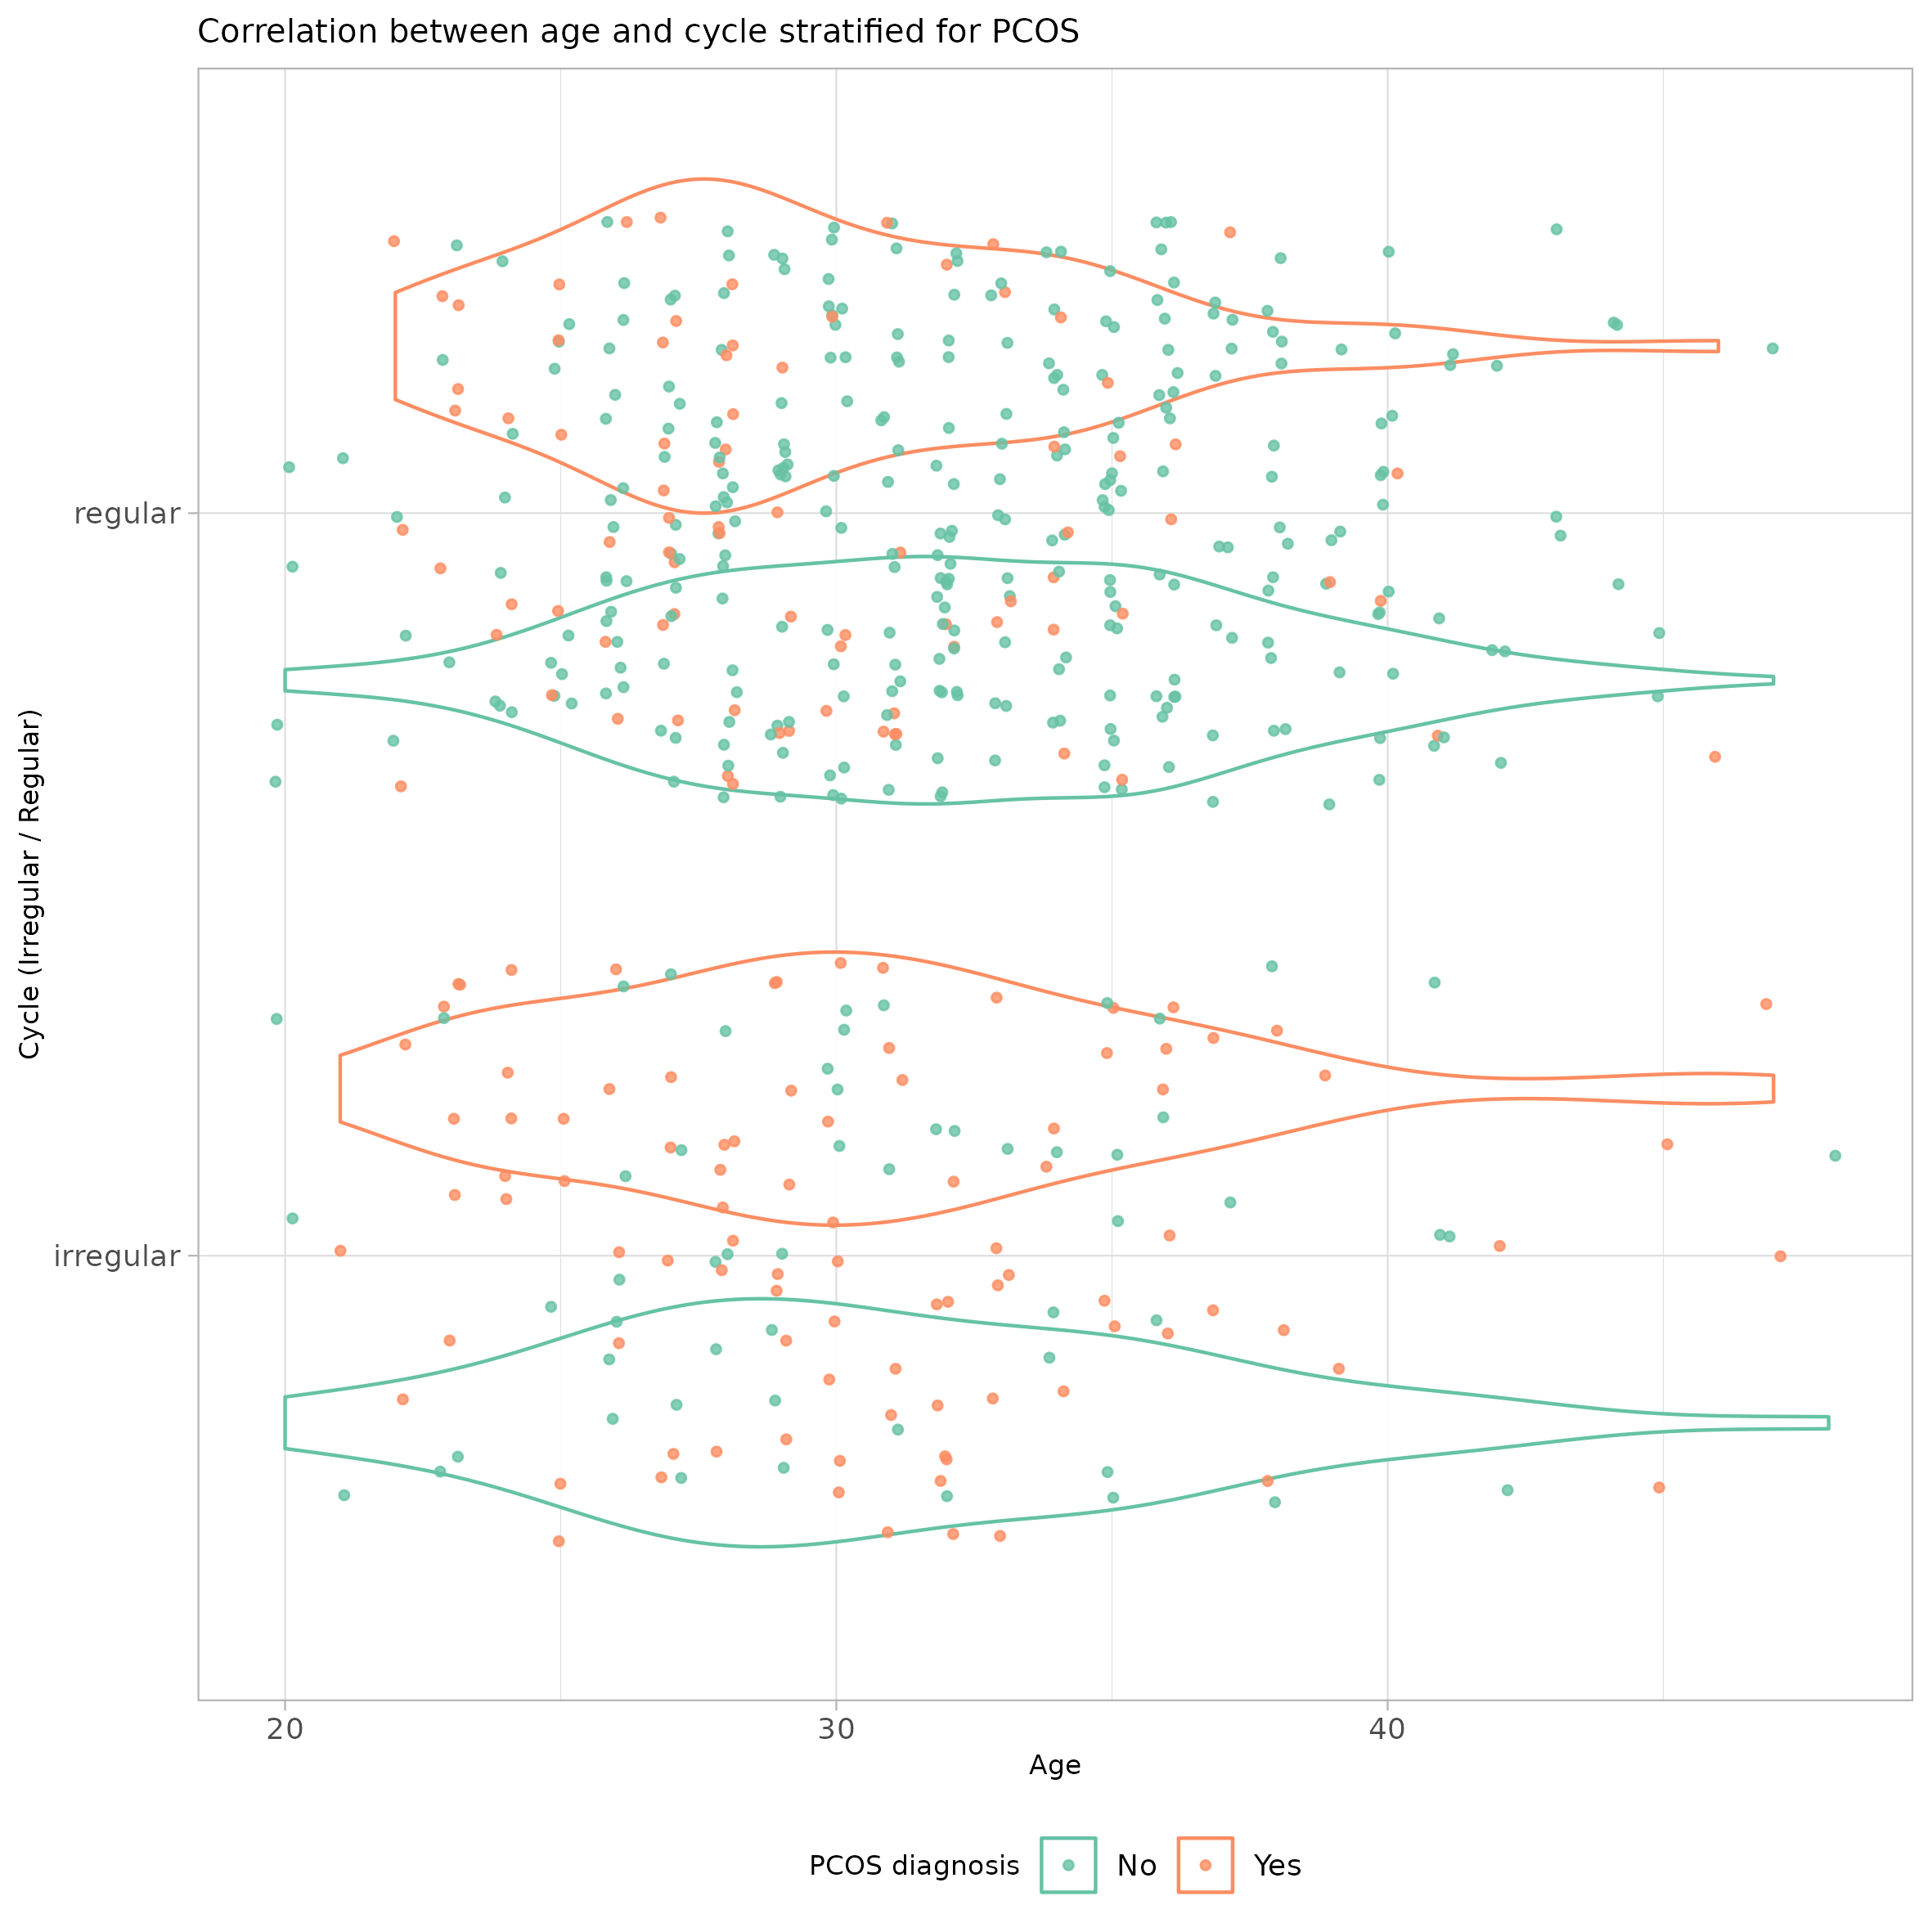 Correlation between age and cycle stratified for PCOS
Cycle (Irregular / Regular)
regular
irregular
20 30 40
Age
PCOS diagnosis No Yes